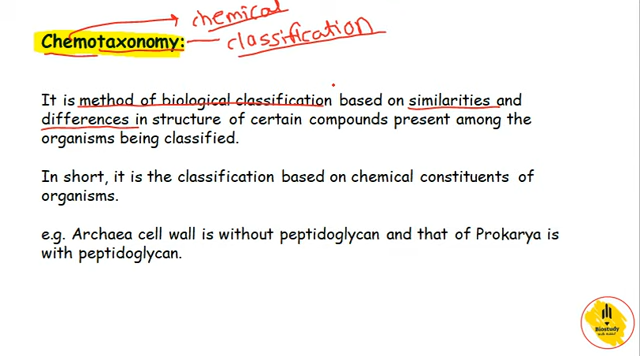 chemical
Chemotaxonomy:
classification
It is method of biological classification based on similarities and
differences in structure of certain compounds present among the
organisms being classified.
In short, it is the classification based on chemical constituents of
organisms.
e.g. Archaea cell wall is without peptidoglycan and that of Prokarya is
with peptidoglycan.
Biostudy